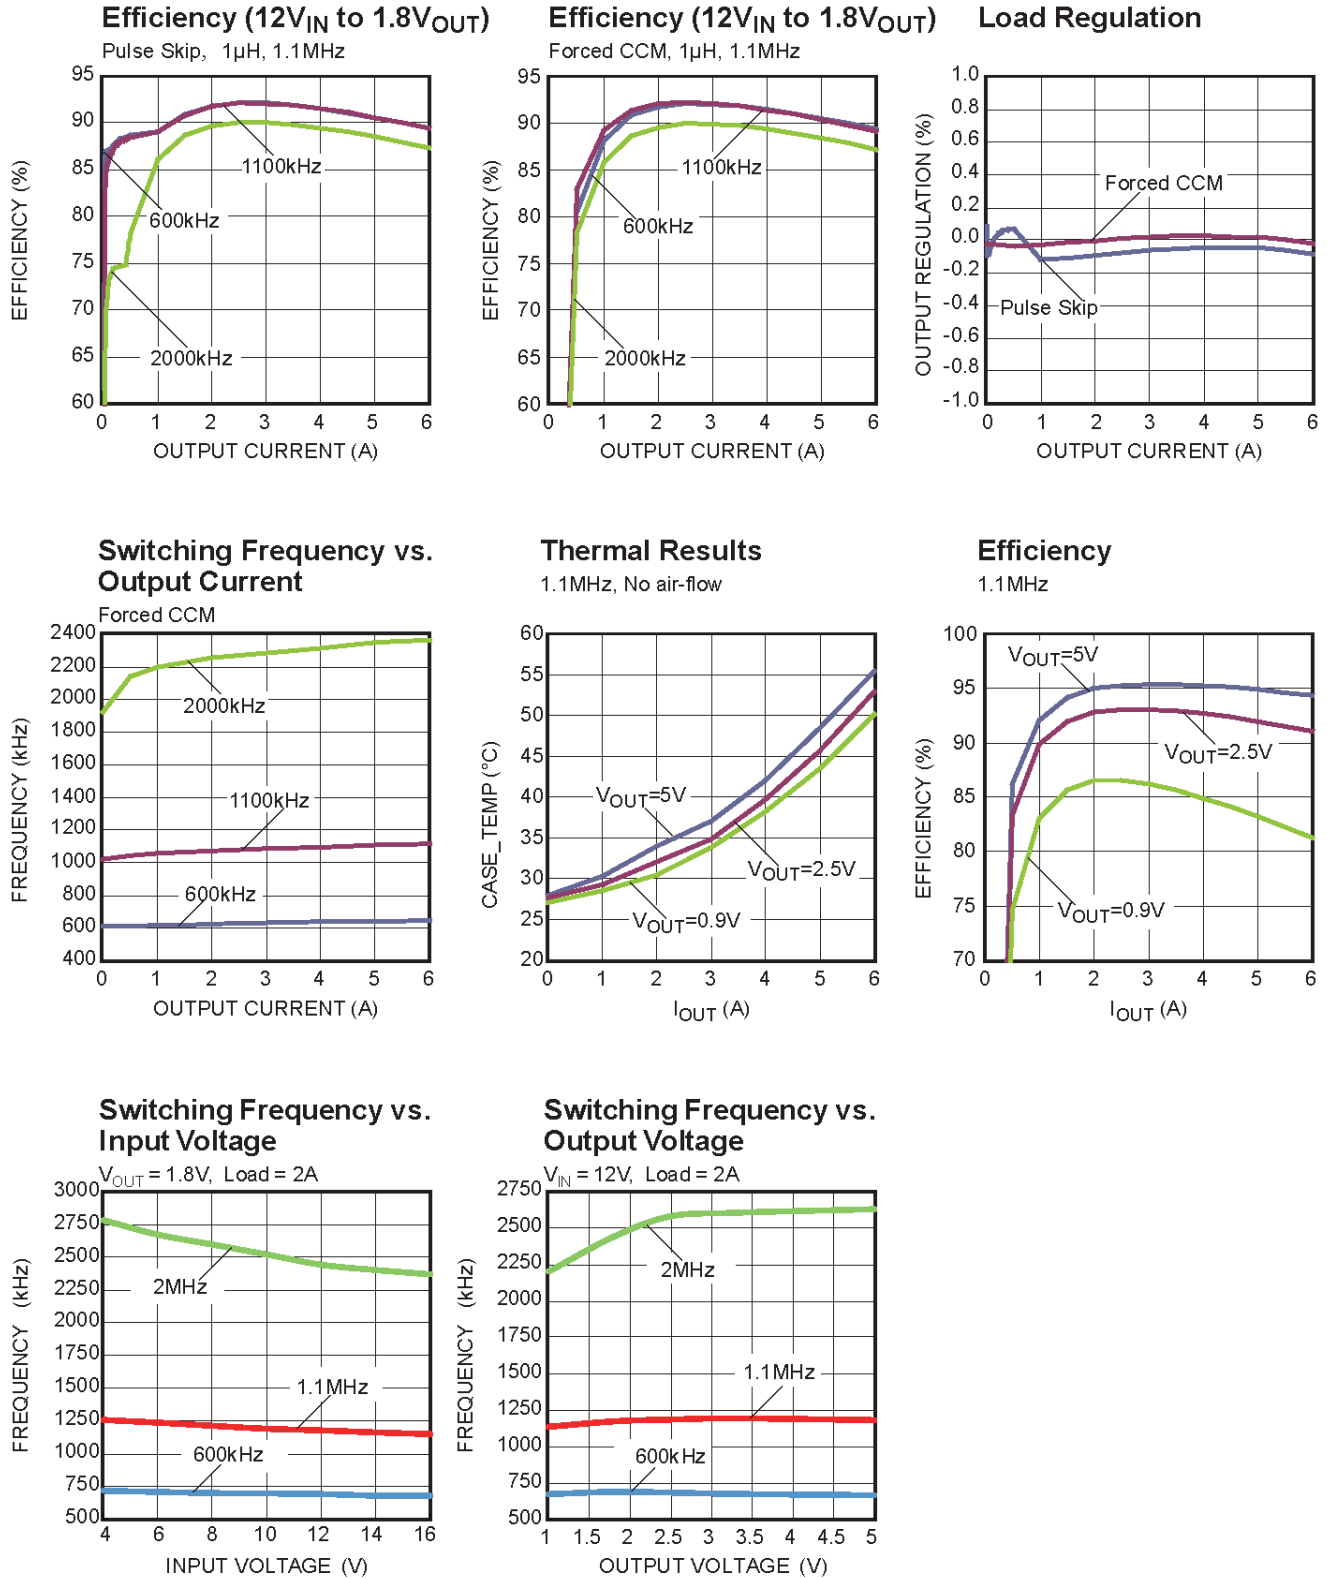 Efficiency (12VIN to 1.8VOUT)
Pulse Skip, 1µH, 1.1MHz
95
90
85
80
75
70
65
60
EFFICIENCY (%)
1100kHz
600kHz
2000kHz
0 1 2 3 4 5 6
OUTPUT CURRENT (A)
Efficiency (12VIN to 1.8VOUT)
Forced CCM, 1µH, 1.1MHz
95
90
85
80
75
70
65
60
EFFICIENCY (%)
1100kHz
600kHz
2000kHz
0 1 2 3 4 5 6
OUTPUT CURRENT (A)
Load Regulation
1.0
0.8
0.6
0.4
0.2
0.0
-0.2
-0.4
-0.6
-0.8
-1.0
OUTPUT REGULATION (%)
Forced CCM
Pulse Skip
0 1 2 3 4 5 6
OUTPUT CURRENT (A)
Switching Frequency vs.
Output Current
Forced CCM
2400
2200
2000
1800
1600
1400
1200
1000
800
600
400
FREQUENCY (kHz)
2000kHz
1100kHz
600kHz
0 1 2 3 4 5 6
OUTPUT CURRENT (A)
Thermal Results
1.1MHz, No air-flow
60
55
50
45
40
35
30
25
20
CASE_TEMP (°C)
VOUT=5V
VOUT=2.5V
VOUT=0.9V
0 1 2 3 4 5 6
IOUT (A)
Efficiency
1.1MHz
100
95
90
85
80
75
70
EFFICIENCY (%)
VOUT=5V
VOUT=2.5V
VOUT=0.9V
0 1 2 3 4 5 6
IOUT (A)
Switching Frequency vs.
Input Voltage
VOUT = 1.8V, Load = 2A
3000
2750
2500
2250
2000
1750
1500
1250
1000
750
500
FREQUENCY (kHz)
2MHz
1.1MHz
600kHz
4 6 8 10 12 14 16
INPUT VOLTAGE (V)
Switching Frequency vs.
Output Voltage
VIN = 12V, Load = 2A
2750
2500
2250
2000
1750
1500
1250
1000
750
500
FREQUENCY (kHz)
2MHz
1.1MHz
600kHz
1 1.5 2 2.5 3 3.5 4 4.5 5
OUTPUT VOLTAGE (V)